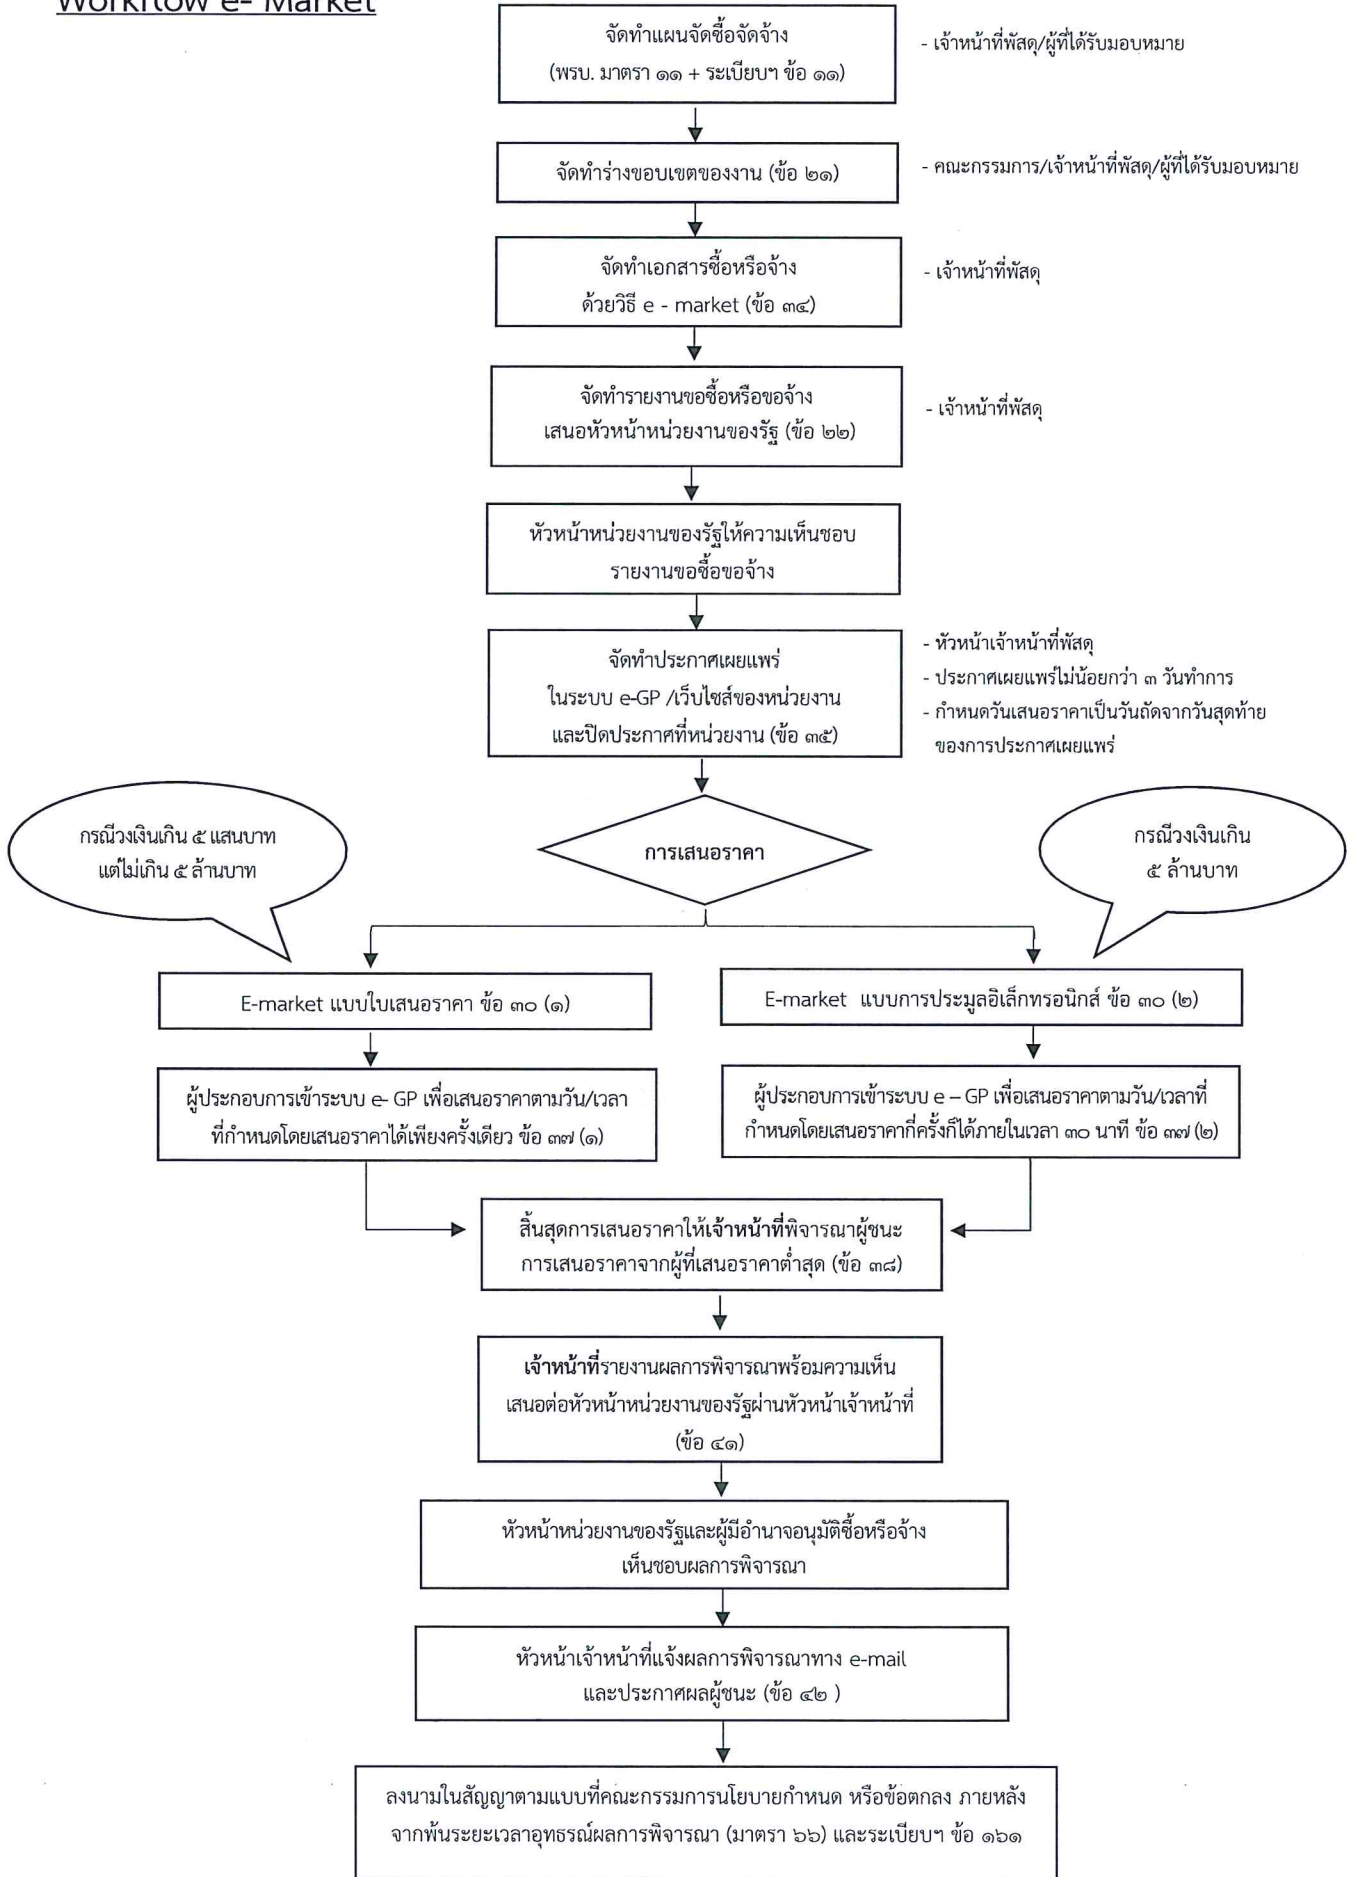 Workflow e- Market
จัดทำแผนจัดซื้อจัดจ้าง
(พรบ. มาตรา ๑๑ + ระเบียบฯ ข้อ ๑๑)
- เจ้าหน้าที่พัสดุ/ผู้ที่ได้รับมอบหมาย
จัดทำร่างขอบเขตของงาน (ข้อ ๒๑)
- คณะกรรมการ/เจ้าหน้าที่พัสดุ/ผู้ที่ได้รับมอบหมาย
จัดทำเอกสารซื้อหรือจ้าง
ด้วยวิธี e - market (ข้อ ๓๔)
- เจ้าหน้าที่พัสดุ
จัดทำรายงานขอซื้อหรือขอจ้าง
เสนอหัวหน้าหน่วยงานของรัฐ (ข้อ ๒๒)
- เจ้าหน้าที่พัสดุ
หัวหน้าหน่วยงานของรัฐให้ความเห็นชอบ
รายงานขอซื้อขอจ้าง
จัดทำประกาศเผยแพร่
ในระบบ e-GP /เว็บไซส์ของหน่วยงาน
และปิดประกาศที่หน่วยงาน (ข้อ ๓๕)
- หัวหน้าเจ้าหน้าที่พัสดุ
- ประกาศเผยแพร่ไม่น้อยกว่า ๓ วันทำการ
- กำหนดวันเสนอราคาเป็นวันถัดจากวันสุดท้าย
ของการประกาศเผยแพร่
กรณีวงเงินเกิน ๕ แสนบาท
แต่ไม่เกิน ๕ ล้านบาท
การเสนอราคา
กรณีวงเงินเกิน
๕ ล้านบาท
E-market แบบใบเสนอราคา ข้อ ๓๐ (๑)
E-market แบบการประมูลอิเล็กทรอนิกส์ ข้อ ๓๐ (๒)
ผู้ประกอบการเข้าระบบ e- GP เพื่อเสนอราคาตามวัน/เวลา
ที่กำหนดโดยเสนอราคาได้เพียงครั้งเดียว ข้อ ๓๗ (๑)
ผู้ประกอบการเข้าระบบ e – GP เพื่อเสนอราคาตามวัน/เวลาที่
กำหนดโดยเสนอราคากี่ครั้งก็ได้ภายในเวลา ๓๐ นาที ข้อ ๓๗ (๒)
สิ้นสุดการเสนอราคาให้เจ้าหน้าที่พิจารณาผู้ชนะ
การเสนอราคาจากผู้ที่เสนอราคาต่ำสุด (ข้อ ๓๘)
เจ้าหน้าที่รายงานผลการพิจารณาพร้อมความเห็น
เสนอต่อหัวหน้าหน่วยงานของรัฐผ่านหัวหน้าเจ้าหน้าที่
(ข้อ ๔๑)
หัวหน้าหน่วยงานของรัฐและผู้มีอำนาจอนุมัติซื้อหรือจ้าง
เห็นชอบผลการพิจารณา
หัวหน้าเจ้าหน้าที่แจ้งผลการพิจารณาทาง e-mail
และประกาศผลผู้ชนะ (ข้อ ๔๒ )
ลงนามในสัญญาตามแบบที่คณะกรรมการนโยบายกำหนด หรือข้อตกลง ภายหลัง
จากพ้นระยะเวลาอุทธรณ์ผลการพิจารณา (มาตรา ๖๖) และระเบียบฯ ข้อ ๑๖๑